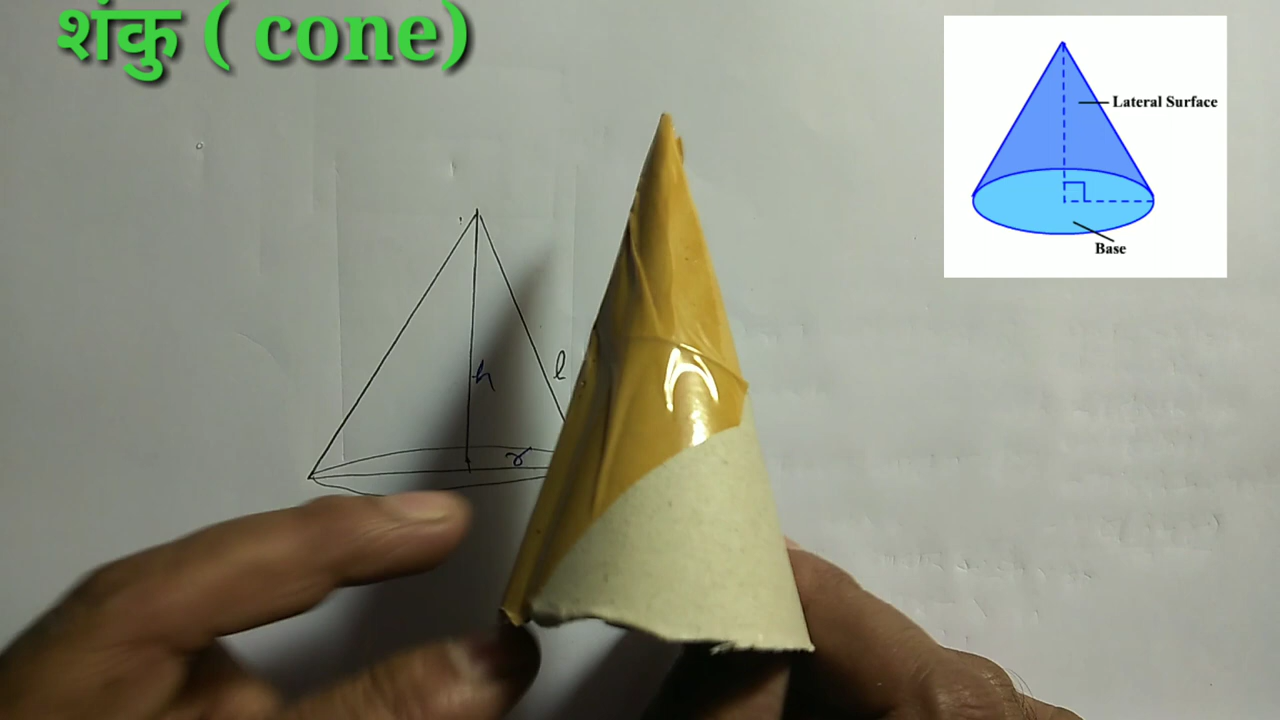 शंकु ( cone)
Lateral Surface
Base
h
l
r